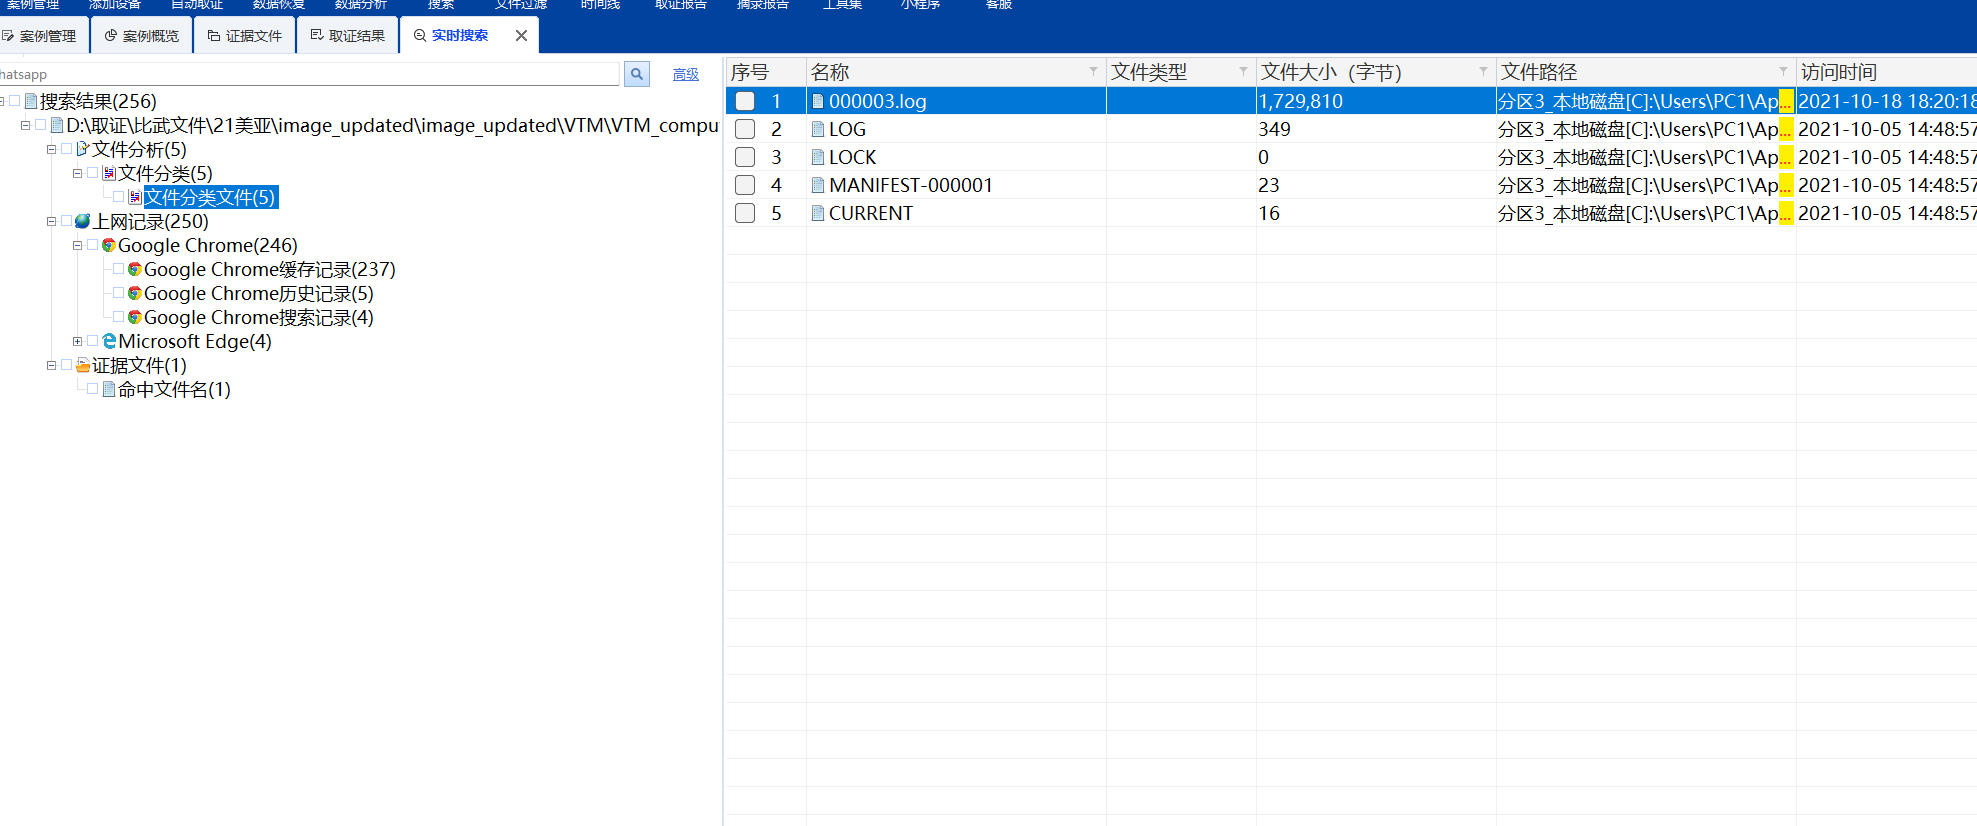 案例管理 添加设备 自动取证 数据恢复 数据分析 搜索 文件过滤 时间线 取证报告 摘录报告 工具集 小程序 客服
案例管理 案例概览 证据文件 取证结果 实时搜索
hatsapp 高级
搜索结果(256)
D:\取证\比武文件\21美亚\image_updated\image_updated\VTM\VTM_compu
文件分析(5)
文件分类(5)
文件分类文件(5)
上网记录(250)
Google Chrome(246)
Google Chrome缓存记录(237)
Google Chrome历史记录(5)
Google Chrome搜索记录(4)
Microsoft Edge(4)
证据文件(1)
命中文件名(1)
序号 名称 文件类型 文件大小（字节） 文件路径 访问时间
1 000003.log 1,729,810 分区3_本地磁盘[C]:\Users\PC1\Ap... 2021-10-18 18:20:18
2 LOG 349 分区3_本地磁盘[C]:\Users\PC1\Ap... 2021-10-05 14:48:57
3 LOCK 0 分区3_本地磁盘[C]:\Users\PC1\Ap... 2021-10-05 14:48:57
4 MANIFEST-000001 23 分区3_本地磁盘[C]:\Users\PC1\Ap... 2021-10-05 14:48:57
5 CURRENT 16 分区3_本地磁盘[C]:\Users\PC1\Ap... 2021-10-05 14:48:57